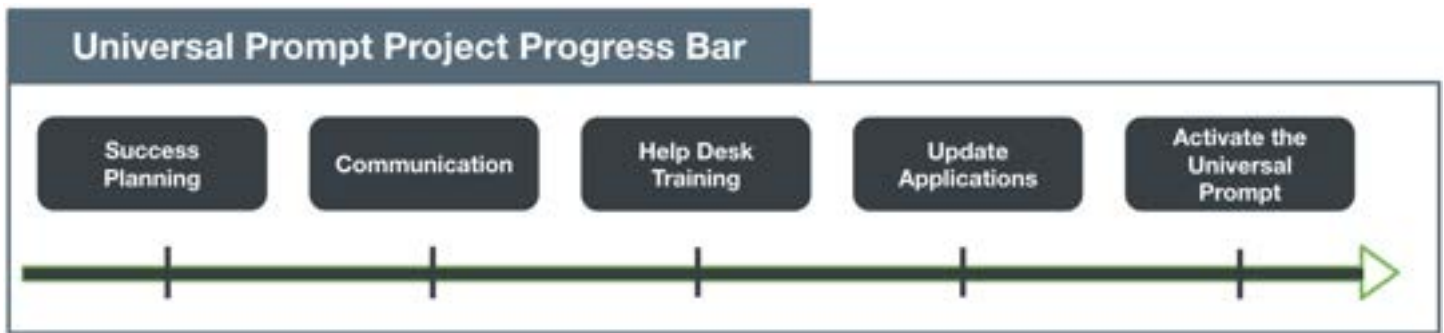 Universal Prompt Project Progress Bar
Success
Planning
Communication
Help Desk
Training
Update
Applications
Activate the
Universal
Prompt